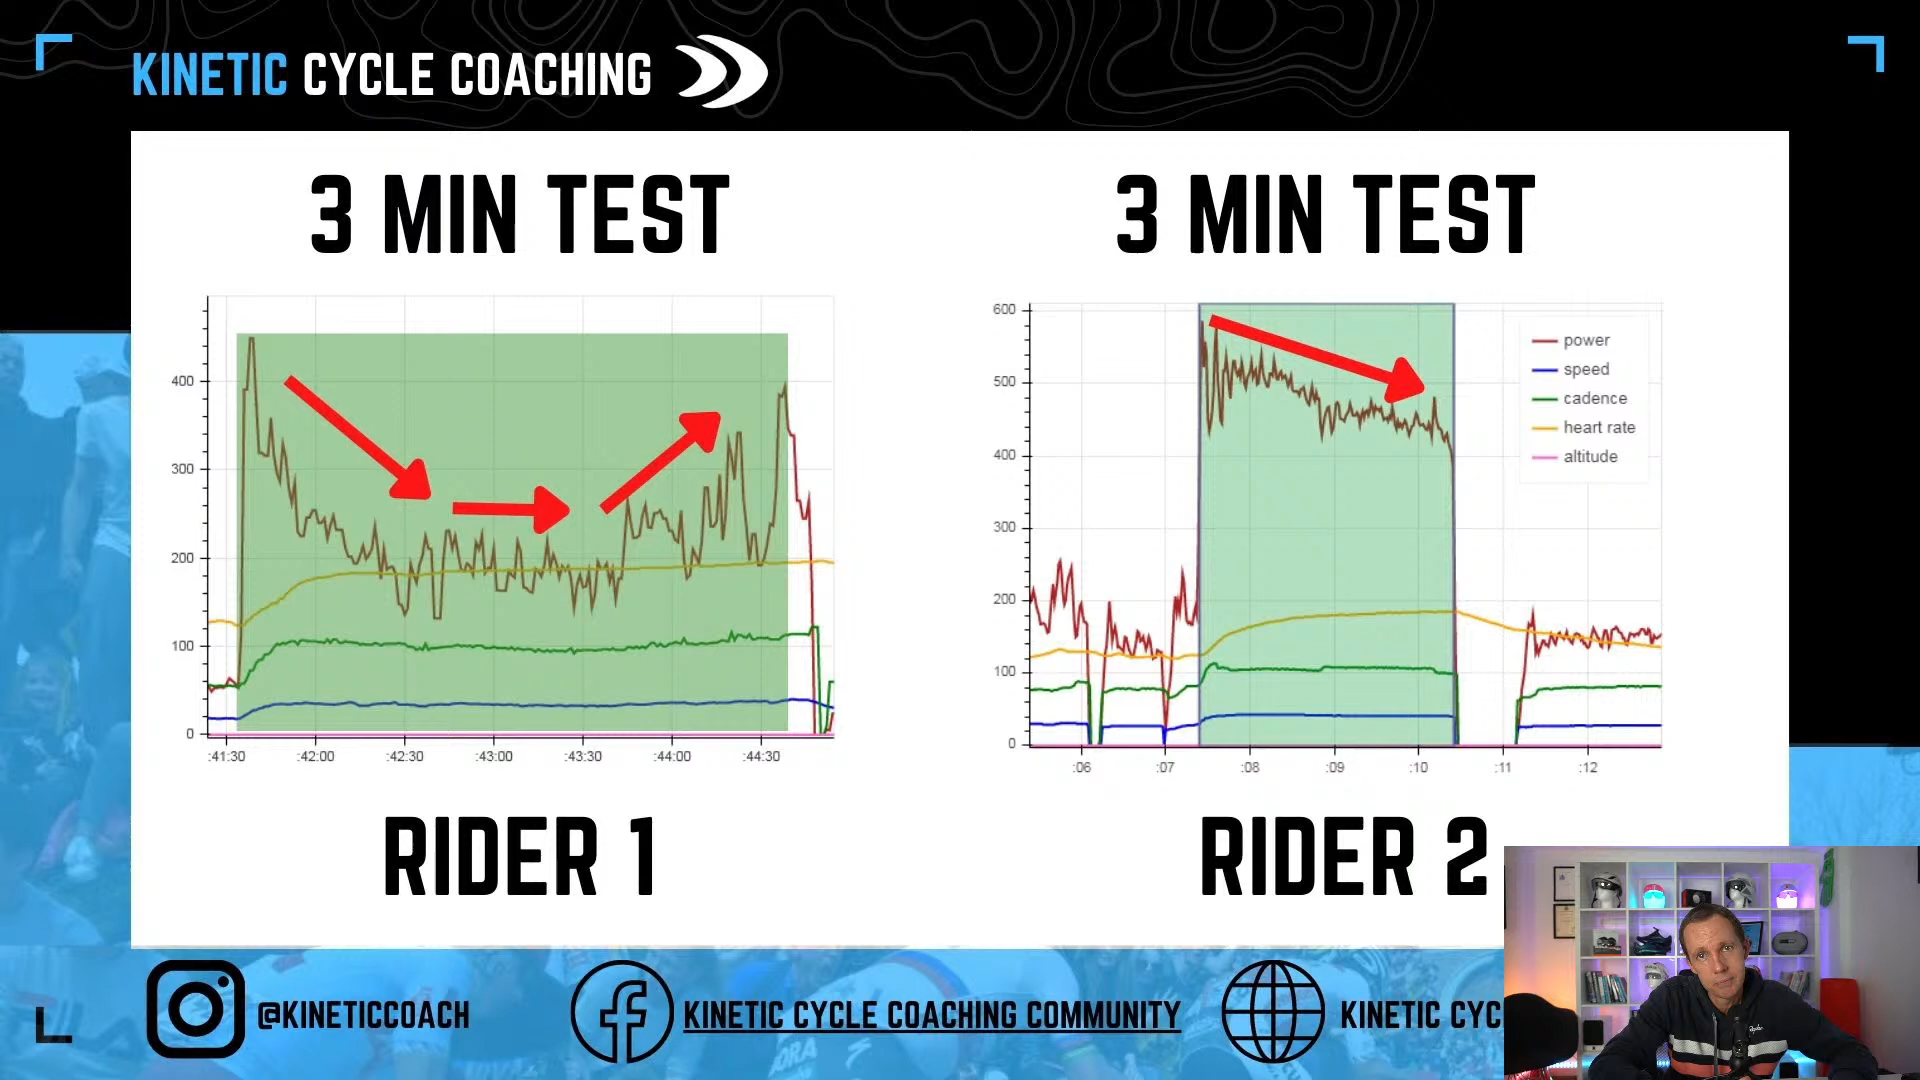 KINETIC CYCLE COACHING
3 MIN TEST
400
300
200
100
0
:41:30 :42:00 :42:30 :43:00 :43:30 :44:00 :44:30
RIDER 1
3 MIN TEST
600
500
400
300
200
100
0
:06 :07 :08 :09 :10 :11 :12
power
speed
cadence
heart rate
altitude
RIDER 2
@KINETICCOACH
KINETIC CYCLE COACHING COMMUNITY
KINETIC CYC